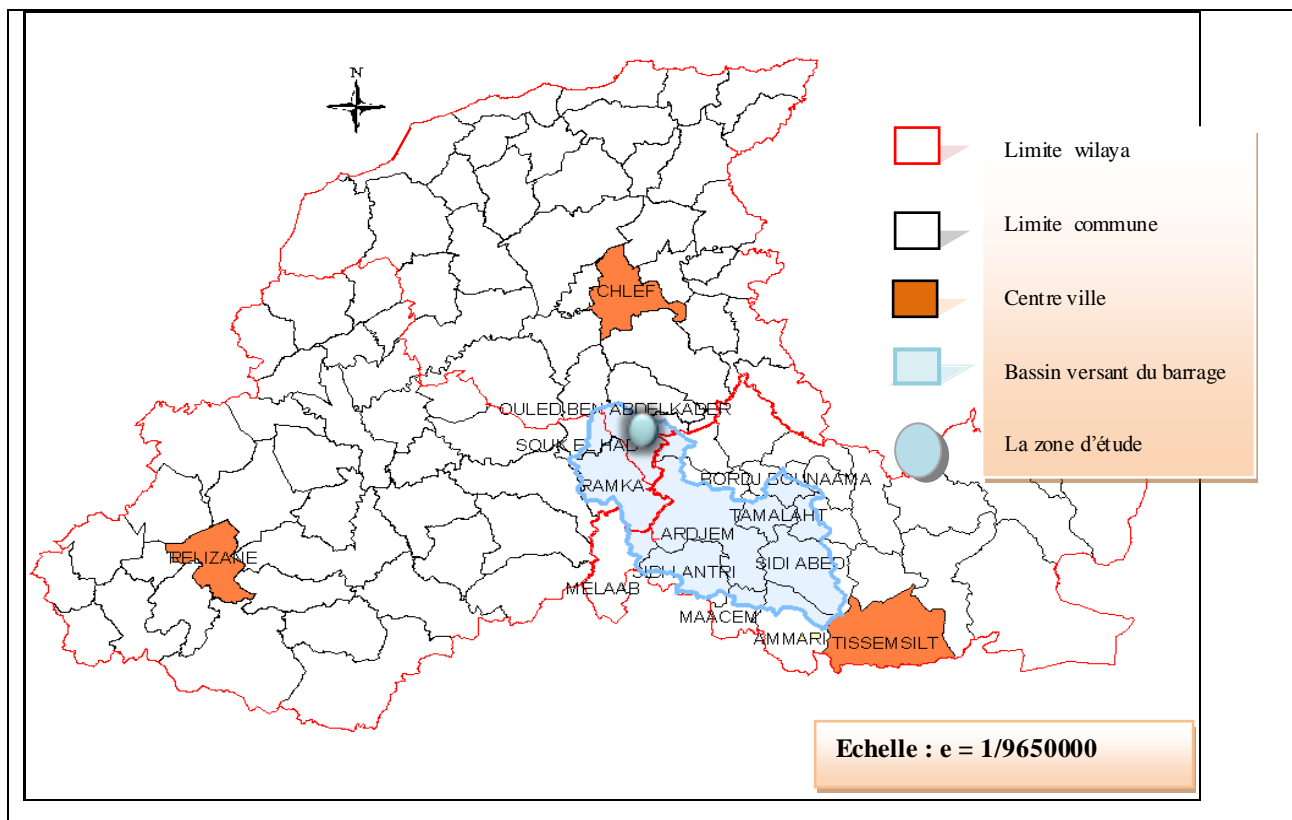 N
Limite wilaya
Limite commune
Centre ville
Bassin versant du barrage
La zone d'étude
CHLEF
OULED BEN ABDELKADER
SOUK EL HAD
BORDJ BOUNAAMA
RAMKA
TAMALAHT
LARDJEM
RELIZANE
SIDI LANTRI
SIDI ABED
MELAAB
MAACEM
AMMARI
TISSEMSILT
Echelle : e = 1/9650000